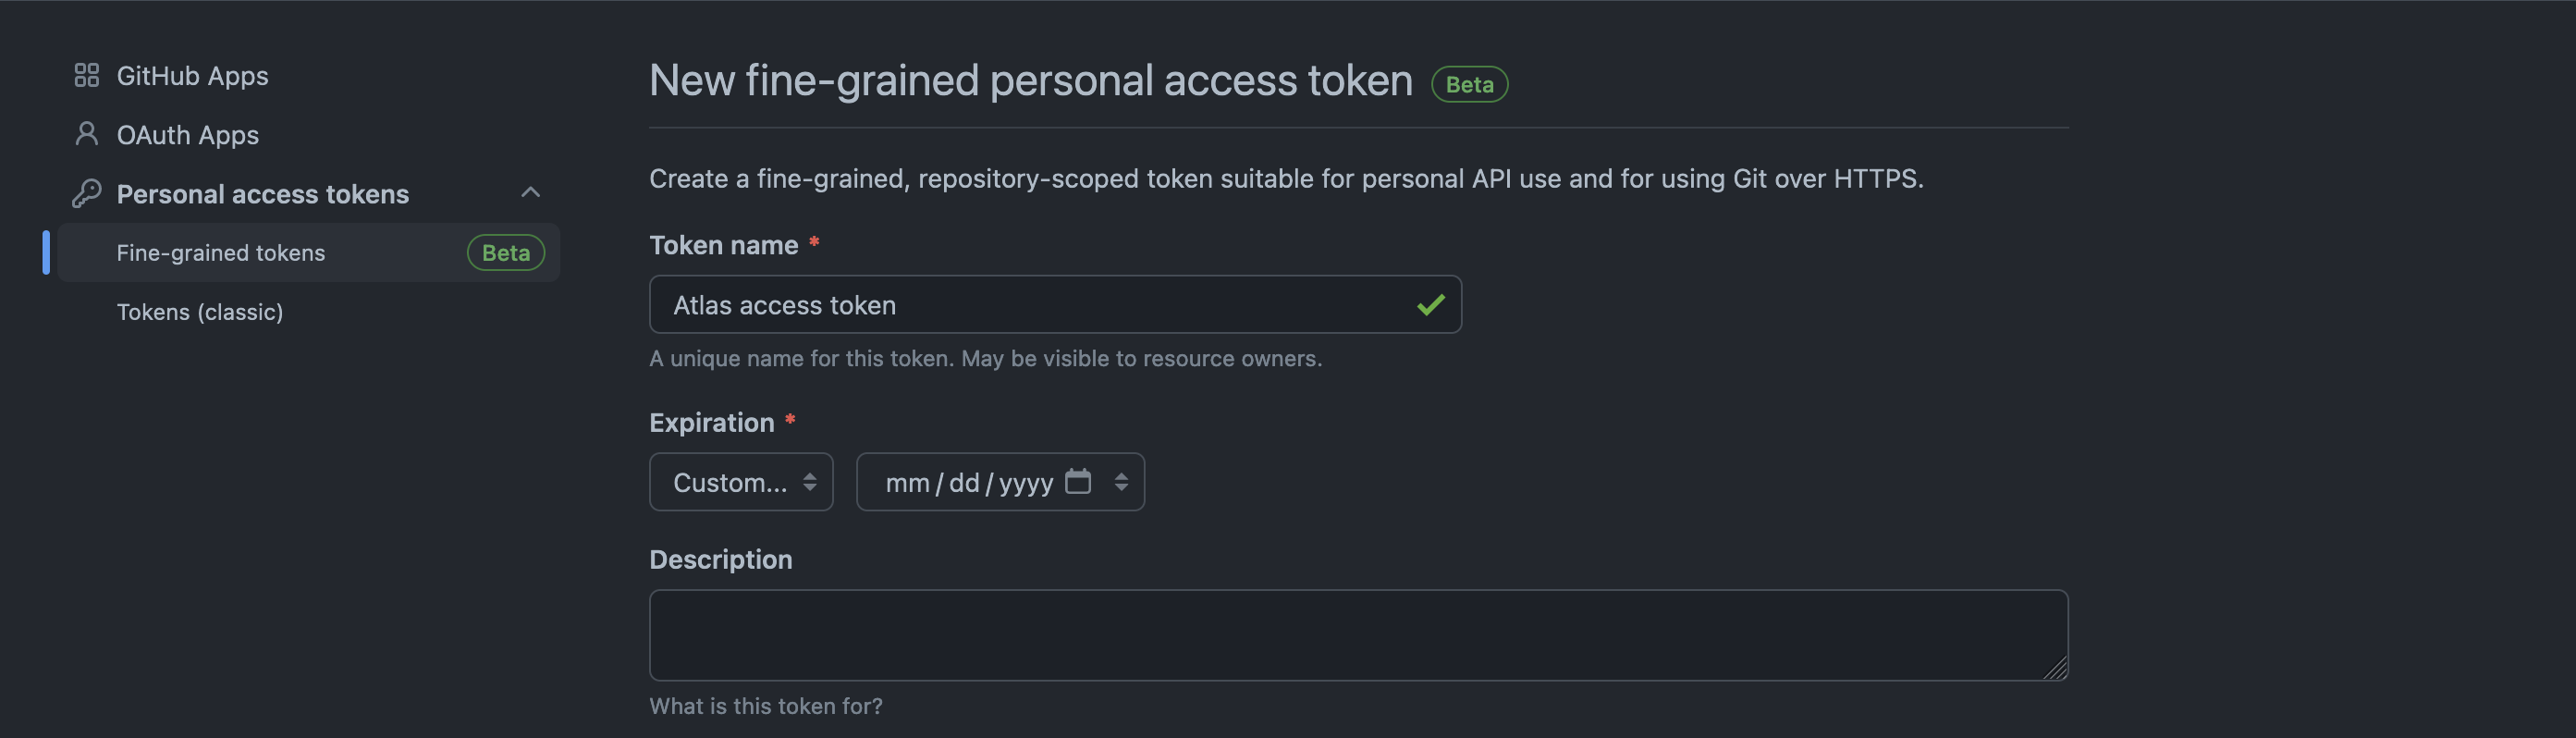 GitHub Apps
OAuth Apps
Personal access tokens
Fine-grained tokens Beta
Tokens (classic)
New fine-grained personal access token Beta
Create a fine-grained, repository-scoped token suitable for personal API use and for using Git over HTTPS.
Token name *
Atlas access token
A unique name for this token. May be visible to resource owners.
Expiration *
Custom... mm/dd/yyyy
Description
What is this token for?